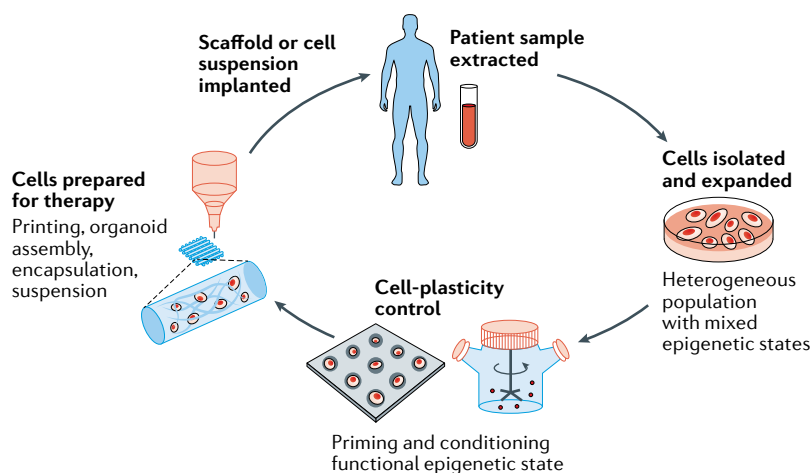 Scaffold or cell
suspension
implanted
Patient sample
extracted
Cells isolated
and expanded
Heterogeneous
population
with mixed
epigenetic states
Cell-plasticity
control
Priming and conditioning
functional epigenetic state
Cells prepared
for therapy
Printing, organoid
assembly,
encapsulation,
suspension